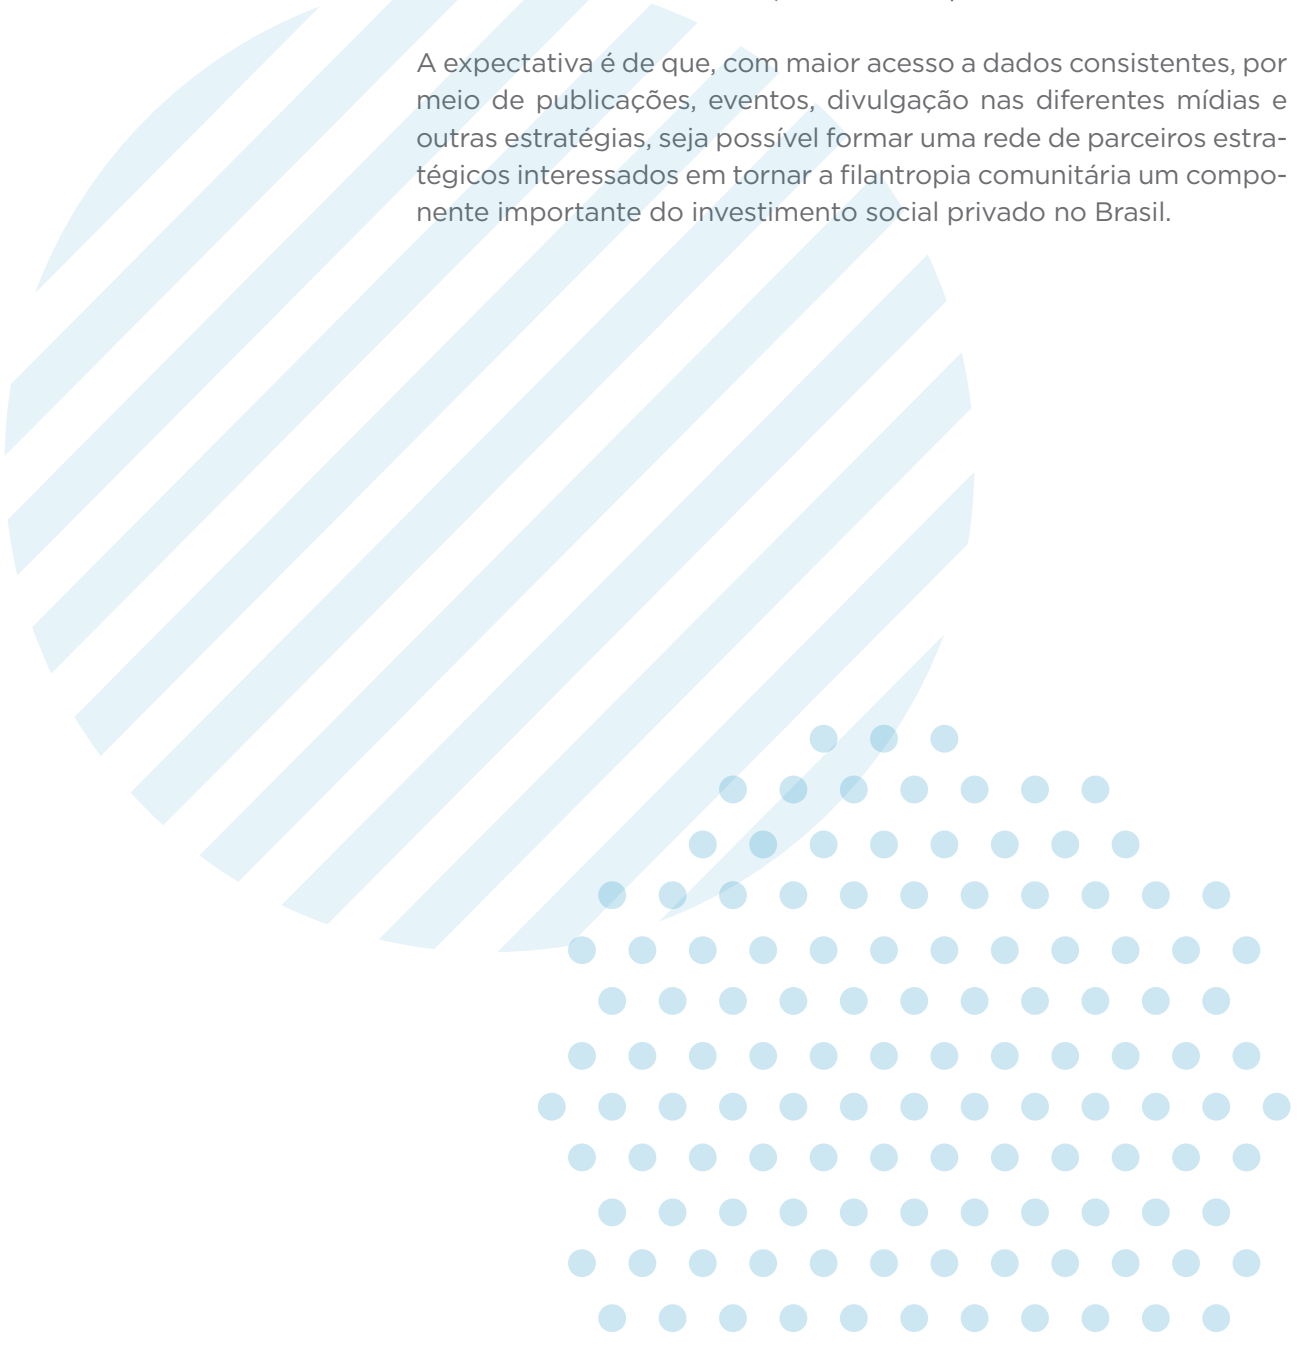 A expectativa é de que, com maior acesso a dados consistentes, por
meio de publicações, eventos, divulgação nas diferentes mídias e
outras estratégias, seja possível formar uma rede de parceiros estra-
tégicos interessados em tornar a filantropia comunitária um compo-
nente importante do investimento social privado no Brasil.